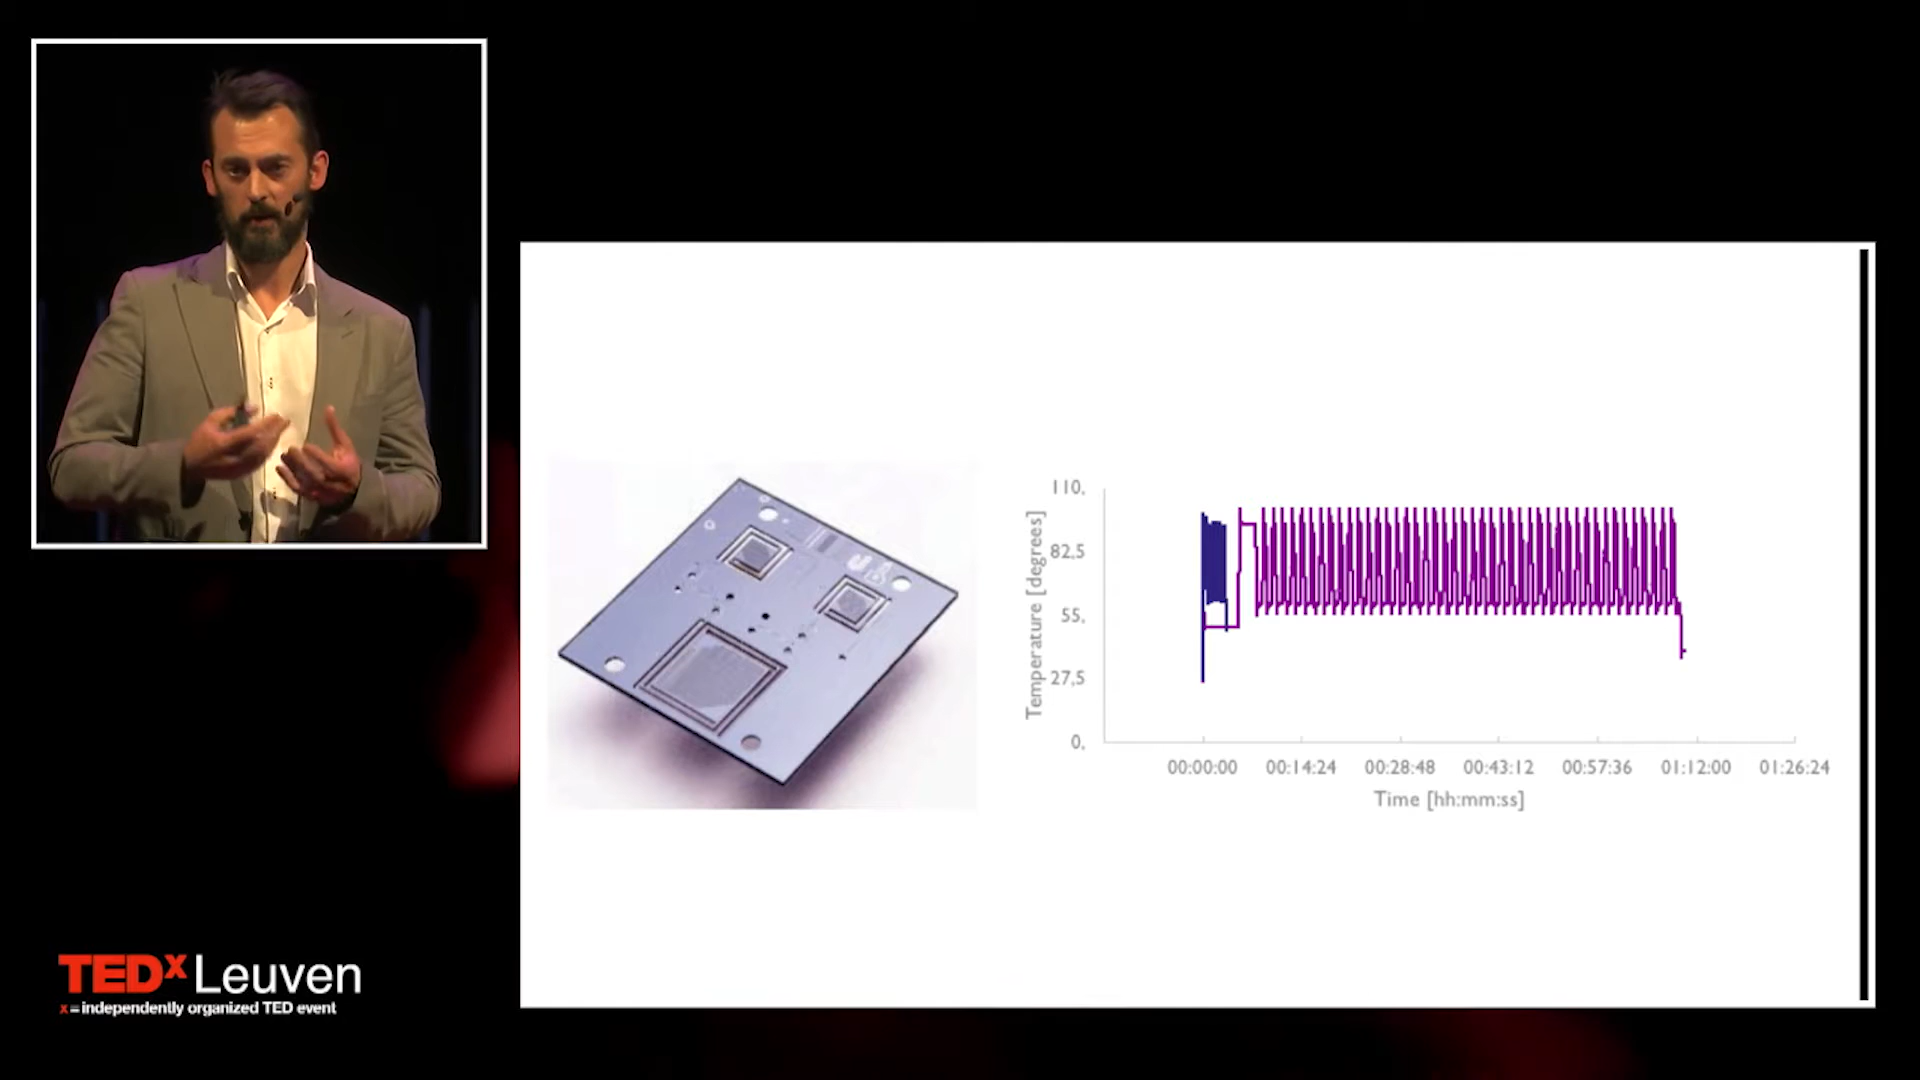 110,
82,5
55,
27,5
0,
Temperature [degrees]
00:00:00 00:14:24 00:28:48 00:43:12 00:57:36 01:12:00 01:26:24
Time [hh:mm:ss]
TEDx Leuven
x = independently organized TED event